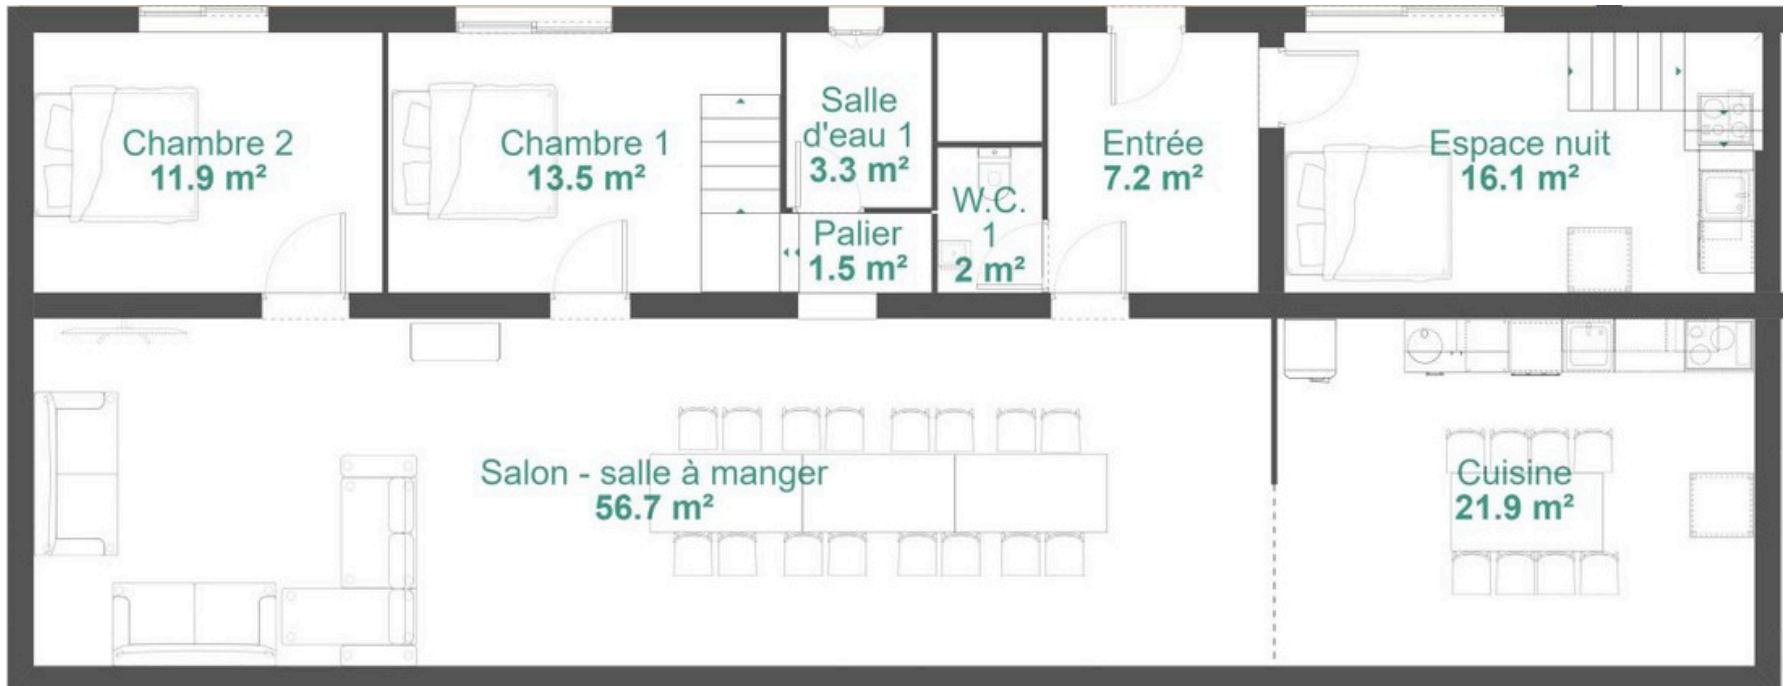 Chambre 2
11.9 m²
Chambre 1
13.5 m²
Salle
d'eau 1
3.3 m²
Palier
1.5 m²
W.C.
1
2 m²
Entrée
7.2 m²
Espace nuit
16.1 m²
Salon - salle à manger
56.7 m²
Cuisine
21.9 m²